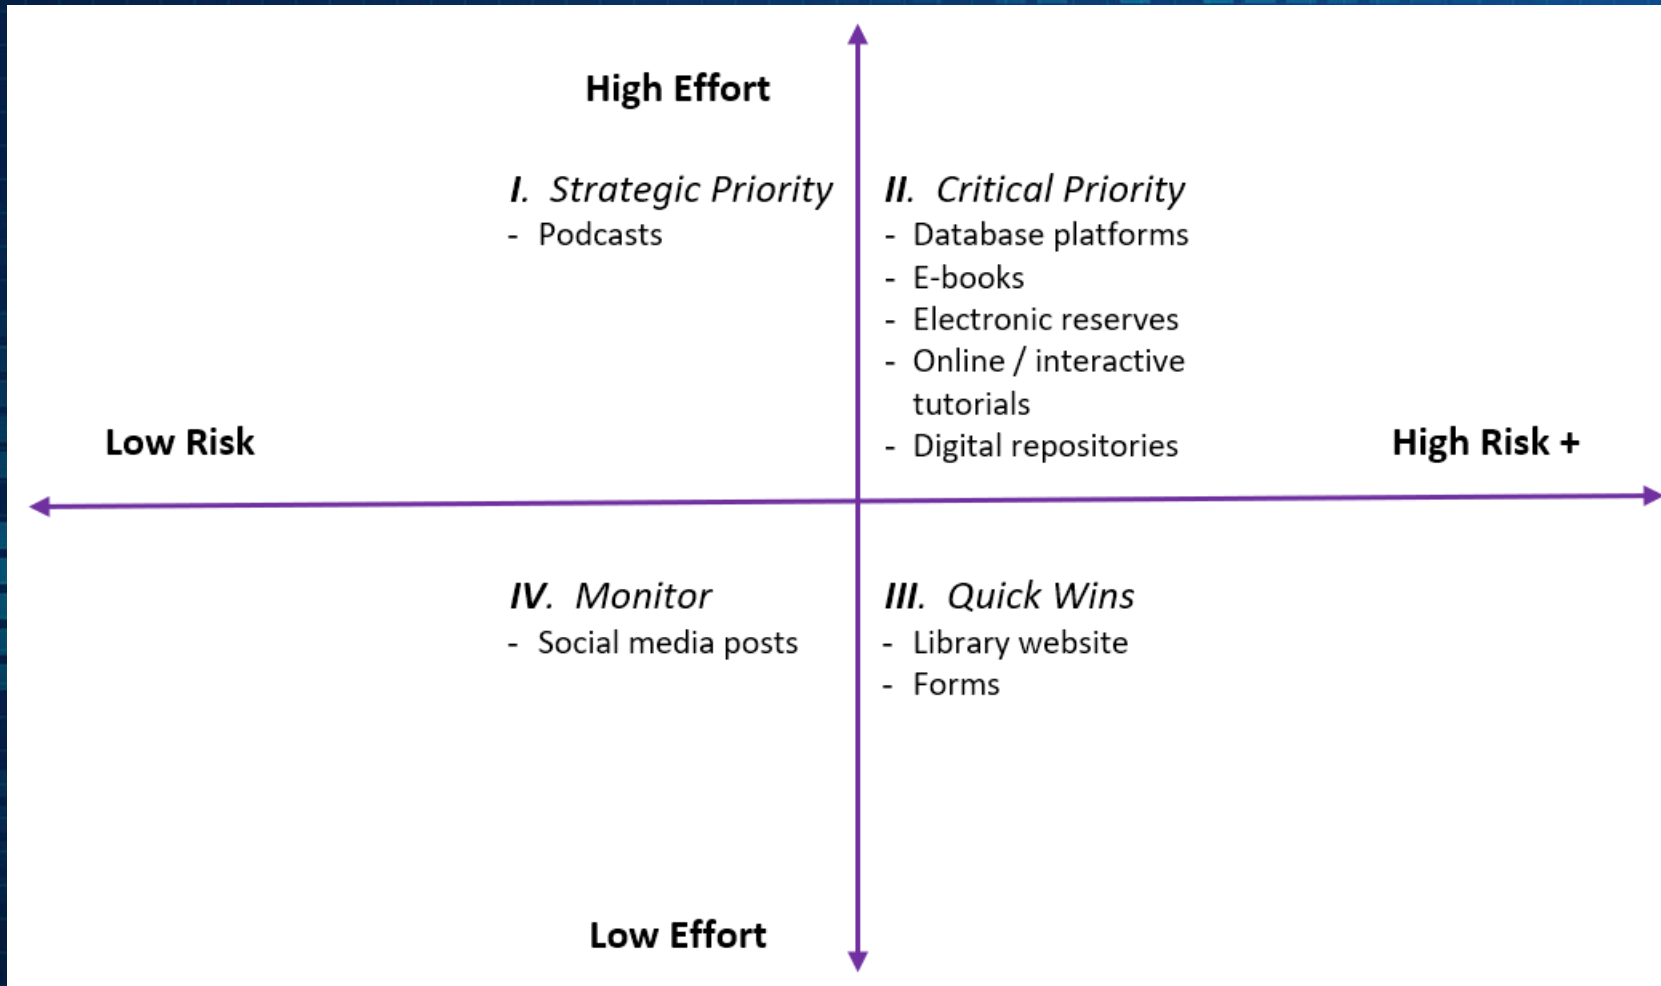 High Effort
I. Strategic Priority
- Podcasts
II. Critical Priority
- Database platforms
- E-books
- Electronic reserves
- Online / interactive
tutorials
- Digital repositories
Low Risk
High Risk +
IV. Monitor
- Social media posts
III. Quick Wins
- Library website
- Forms
Low Effort